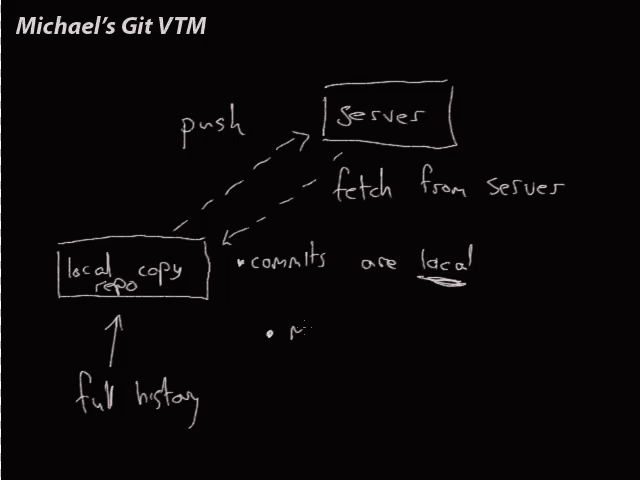 Michael's Git VTM
server
push
fetch from server
local copy
repo
•commits are local
•
full history